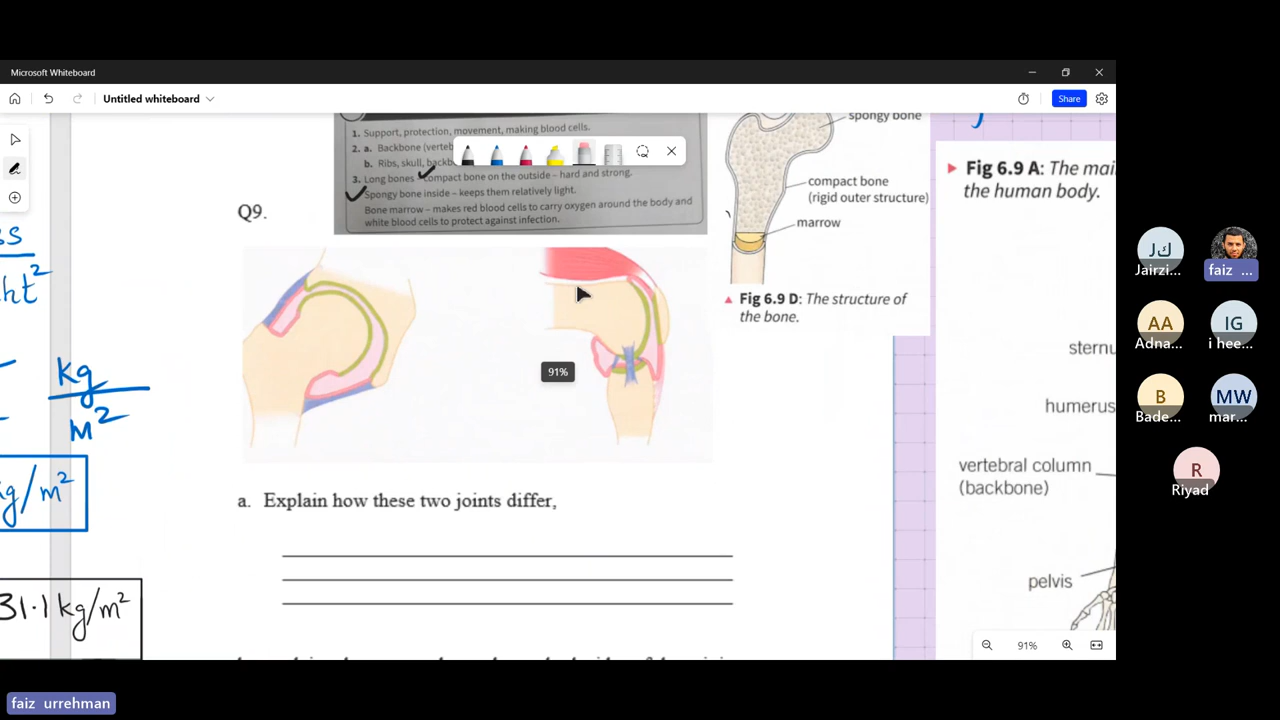 Microsoft Whiteboard
Untitled whiteboard
Share
1. Support, protection, movement, making blood cells.
2. a. Backbone (verteb
b. Ribs, skull, backb
3. Long bones compact bone on the outside – hard and strong.
Spongy bone inside – keeps them relatively light.
Bone marrow – makes red blood cells to carry oxygen around the body and
white blood cells to protect against infection.
Q9.
spongy bone
compact bone
(rigid outer structure)
marrow
Fig 6.9 D: The structure of
the bone.
Fig 6.9 A: The mai
the human body.
ss
ht²
kg
m²
g/m²
31.1 kg/m²
91%
a. Explain how these two joints differ,
sternu
humerus
vertebral column
(backbone)
pelvis
91%
Jairzi...
faiz ...
AA
Adna...
IG
i hee...
B
Bade...
MW
mar...
R
Riyad
faiz urrehman